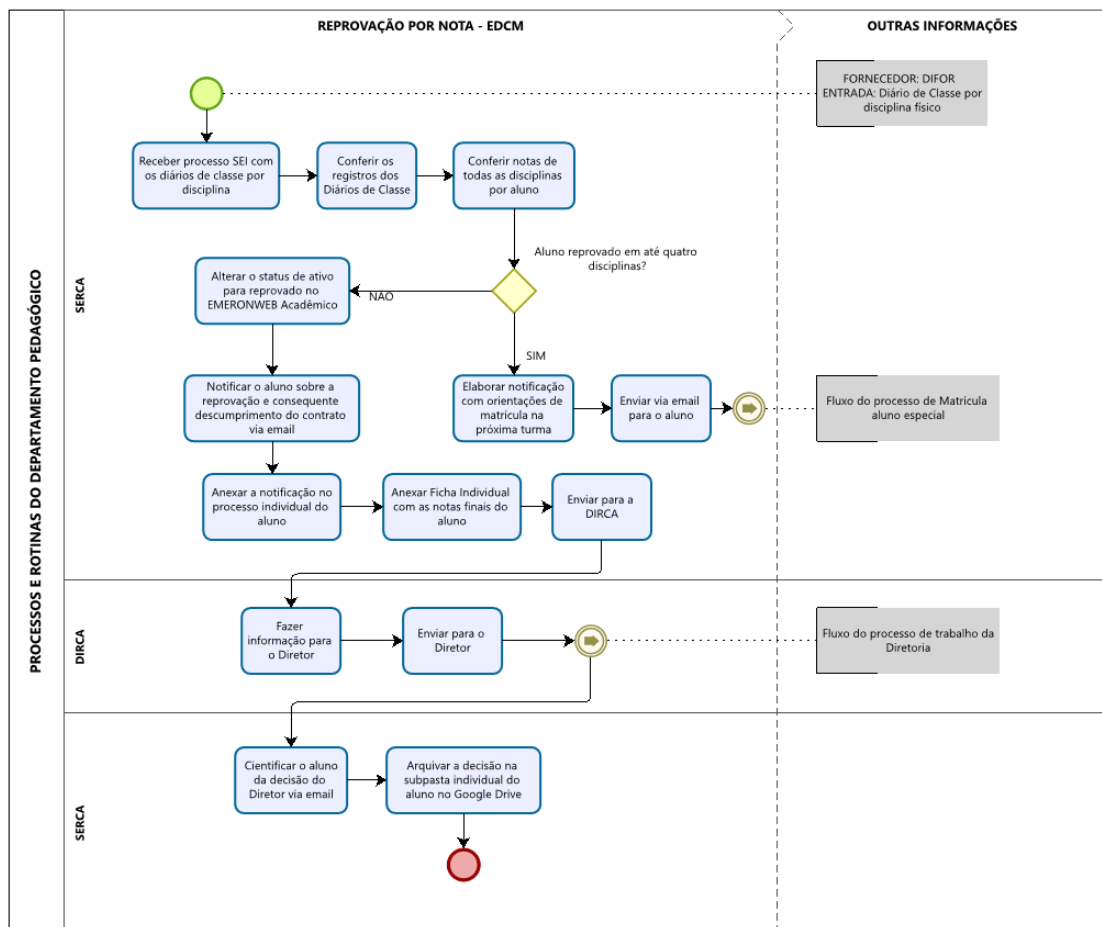 PROCESSOS E ROTINAS DO DEPARTAMENTO PEDAGÓGICO
REPROVAÇÃO POR NOTA - EDCM
OUTRAS INFORMAÇÕES
SERCA
FORNECEDOR: DIFOR
ENTRADA: Diário de Classe por
disciplina físico
Receber processo SEI com
os diários de classe por
disciplina
Conferir os
registros dos
Diários de Classe
Conferir notas de
todas as disciplinas
por aluno
Aluno reprovado em até quatro
disciplinas?
Alterar o status de ativo
para reprovado no
EMERONWEB Acadêmico
NÃO
SIM
Notificar o aluno sobre a
reprovação e consequente
descumprimento do contrato
via email
Elaborar notificação
com orientações de
matrícula na
próxima turma
Enviar via email
para o aluno
Fluxo do processo de Matrícula
aluno especial
Anexar a notificação no
processo individual do
aluno
Anexar Ficha Individual
com as notas finais do
aluno
Enviar para a
DIRCA
DIRCA
Fazer
informação para
o Diretor
Enviar para o
Diretor
Fluxo do processo de trabalho da
Diretoria
SERCA
Cientificar o aluno
da decisão do
Diretor via email
Arquivar a decisão na
subpasta individual do
aluno no Google Drive